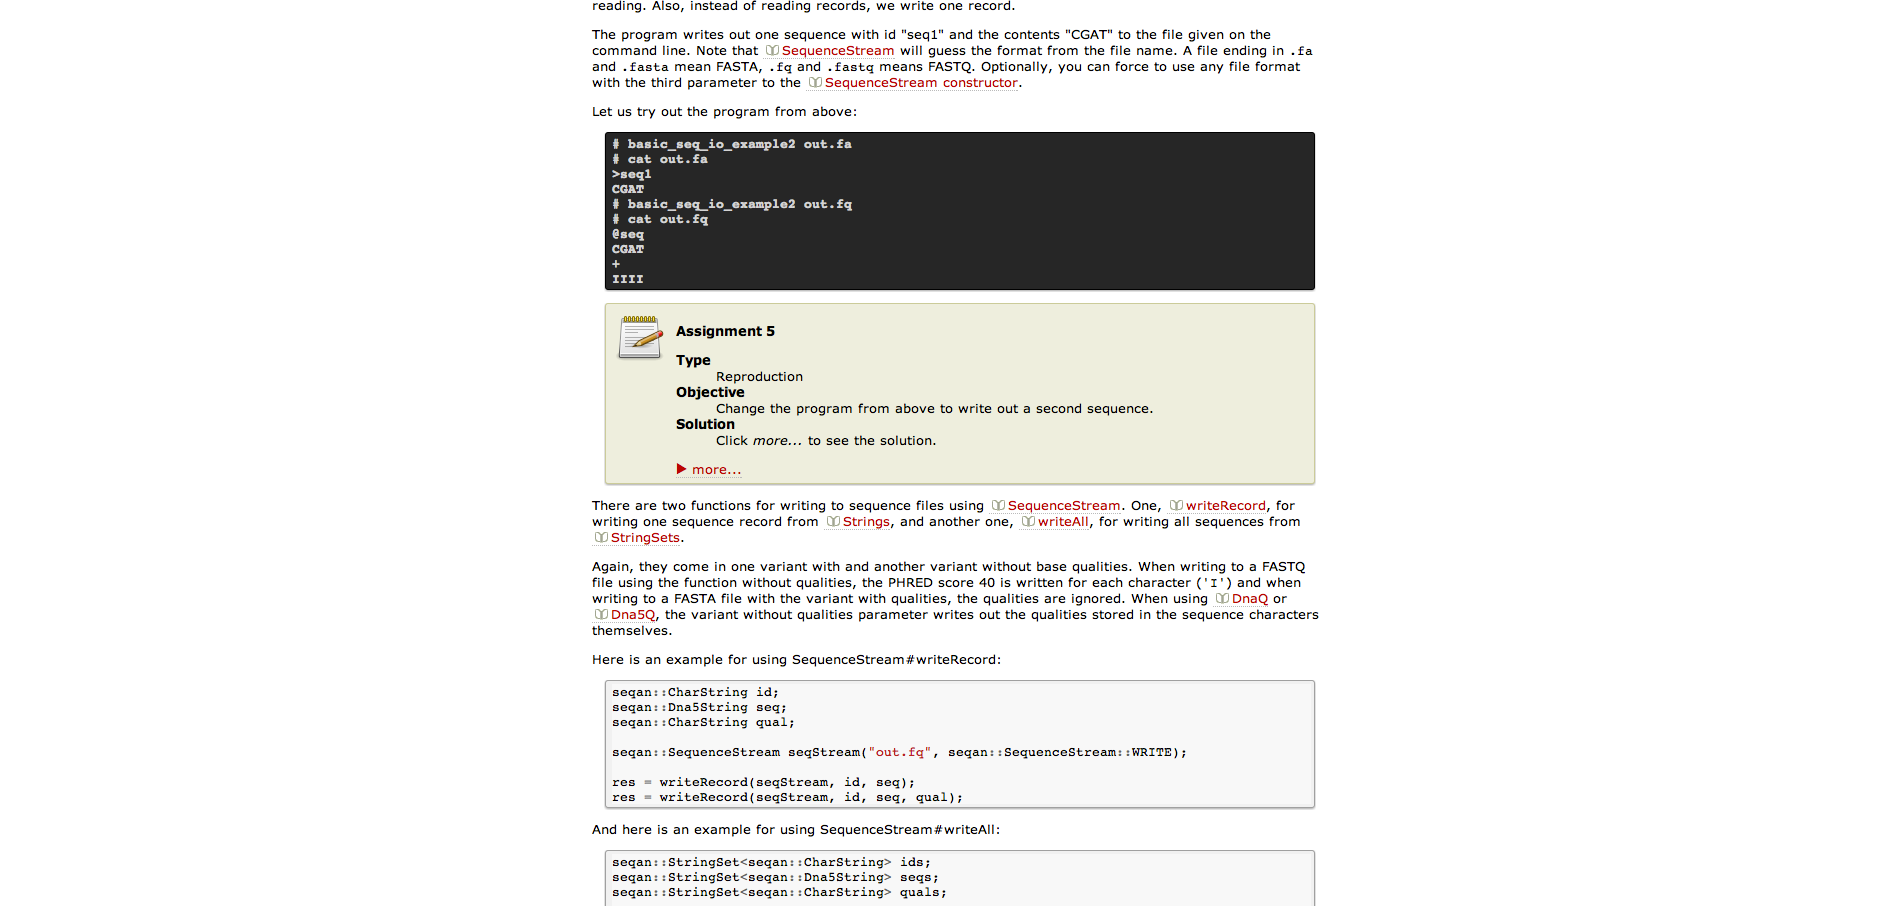 reading. Also, instead of reading records, we write one record.
The program writes out one sequence with id "seq1" and the contents "CGAT" to the file given on the
command line. Note that SequenceStream will guess the format from the file name. A file ending in .fa
and .fasta mean FASTA, .fq and .fastq means FASTQ. Optionally, you can force to use any file format
with the third parameter to the SequenceStream constructor.
Let us try out the program from above:
# basic_seq_io_example2 out.fa
# cat out.fa
>seq1
CGAT
# basic_seq_io_example2 out.fq
# cat out.fq
@seq
CGAT
+
IIII
Assignment 5
Type
Reproduction
Objective
Change the program from above to write out a second sequence.
Solution
Click more... to see the solution.
more...
There are two functions for writing to sequence files using SequenceStream. One, writeRecord, for
writing one sequence record from Strings, and another one, writeAll, for writing all sequences from
StringSets.
Again, they come in one variant with and another variant without base qualities. When writing to a FASTQ
file using the function without qualities, the PHRED score 40 is written for each character ('I') and when
writing to a FASTA file with the variant with qualities, the qualities are ignored. When using DnaQ or
Dna5Q, the variant without qualities parameter writes out the qualities stored in the sequence characters
themselves.
Here is an example for using SequenceStream#writeRecord:
seqan::CharString id;
seqan::Dna5String seq;
seqan::CharString qual;
seqan::SequenceStream seqStream("out.fq", seqan::SequenceStream::WRITE);
res = writeRecord(seqStream, id, seq);
res = writeRecord(seqStream, id, seq, qual);
And here is an example for using SequenceStream#writeAll:
seqan::StringSet<seqan::CharString> ids;
seqan::StringSet<seqan::Dna5String> seqs;
seqan::StringSet<seqan::CharString> quals;